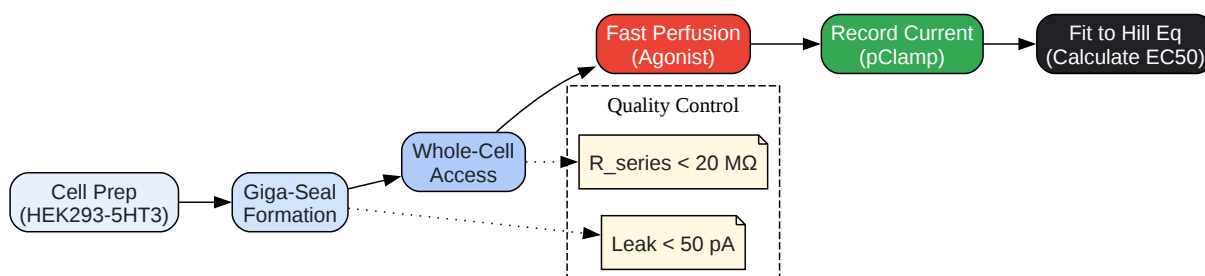 Cell Prep
(HEK293-5HT3)
Giga-Seal
Formation
Whole-Cell
Access
Fast Perfusion
(Agonist)
Record Current
(pClamp)
Fit to Hill Eq
(Calculate EC50)
Quality Control
R_series < 20 MΩ
Leak < 50 pA